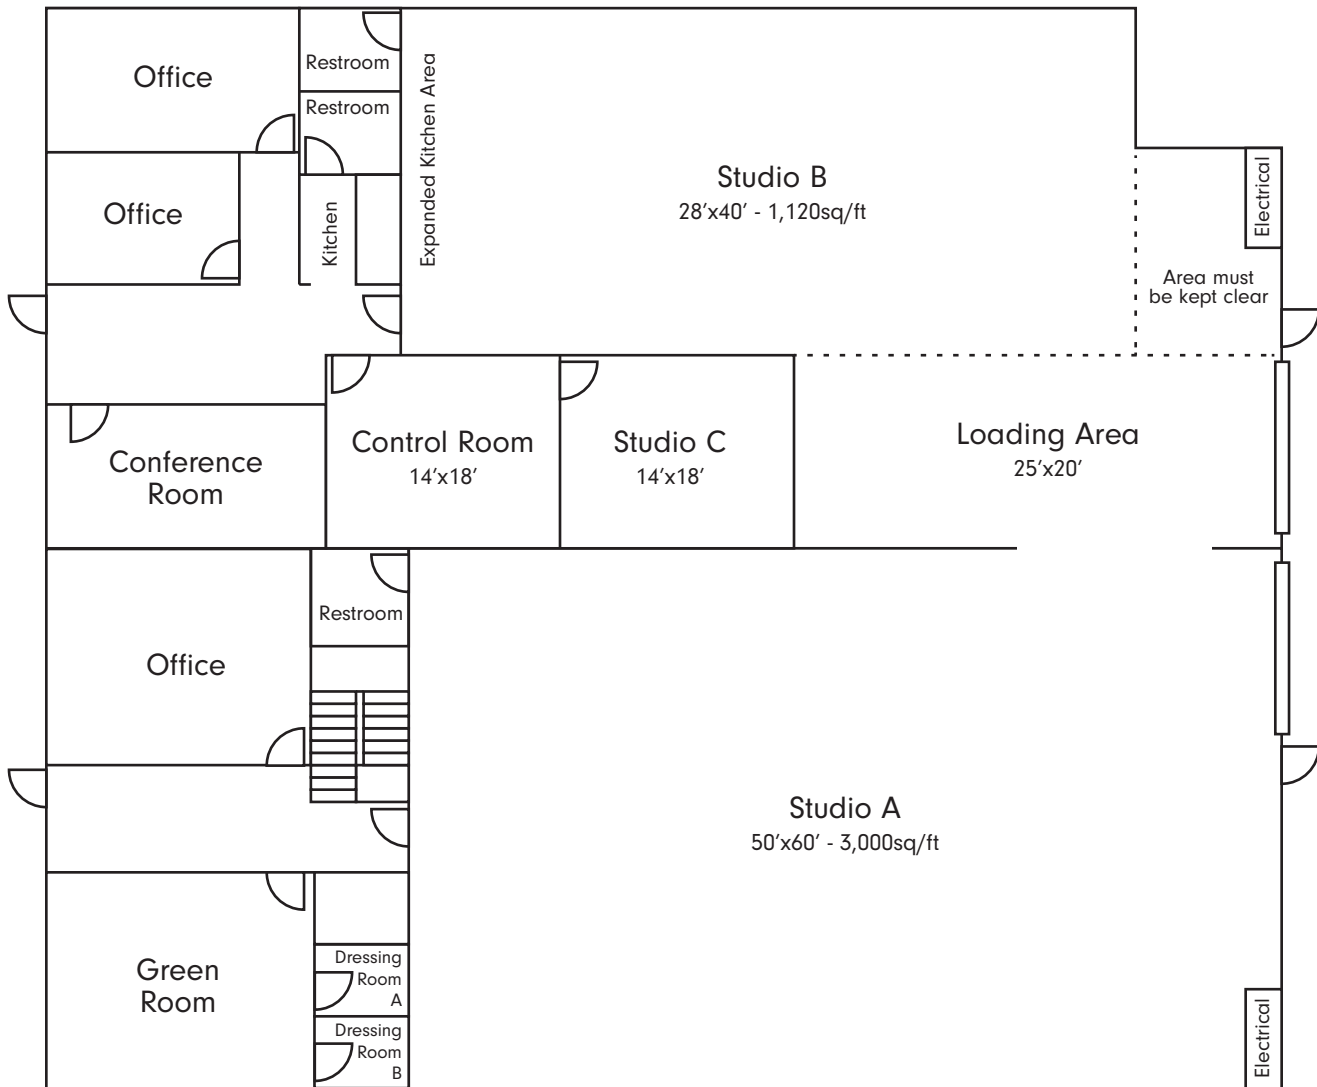 Office
Restroom
Restroom
Expanded Kitchen Area
Studio B
28'x40' - 1,120sq/ft
Electrical
Office
Kitchen
Area must
be kept clear
Conference
Room
Control Room
14'x18'
Studio C
14'x18'
Loading Area
25'x20'
Restroom
Office
Studio A
50'x60' - 3,000sq/ft
Green
Room
Dressing
Room
A
Dressing
Room
B
Electrical